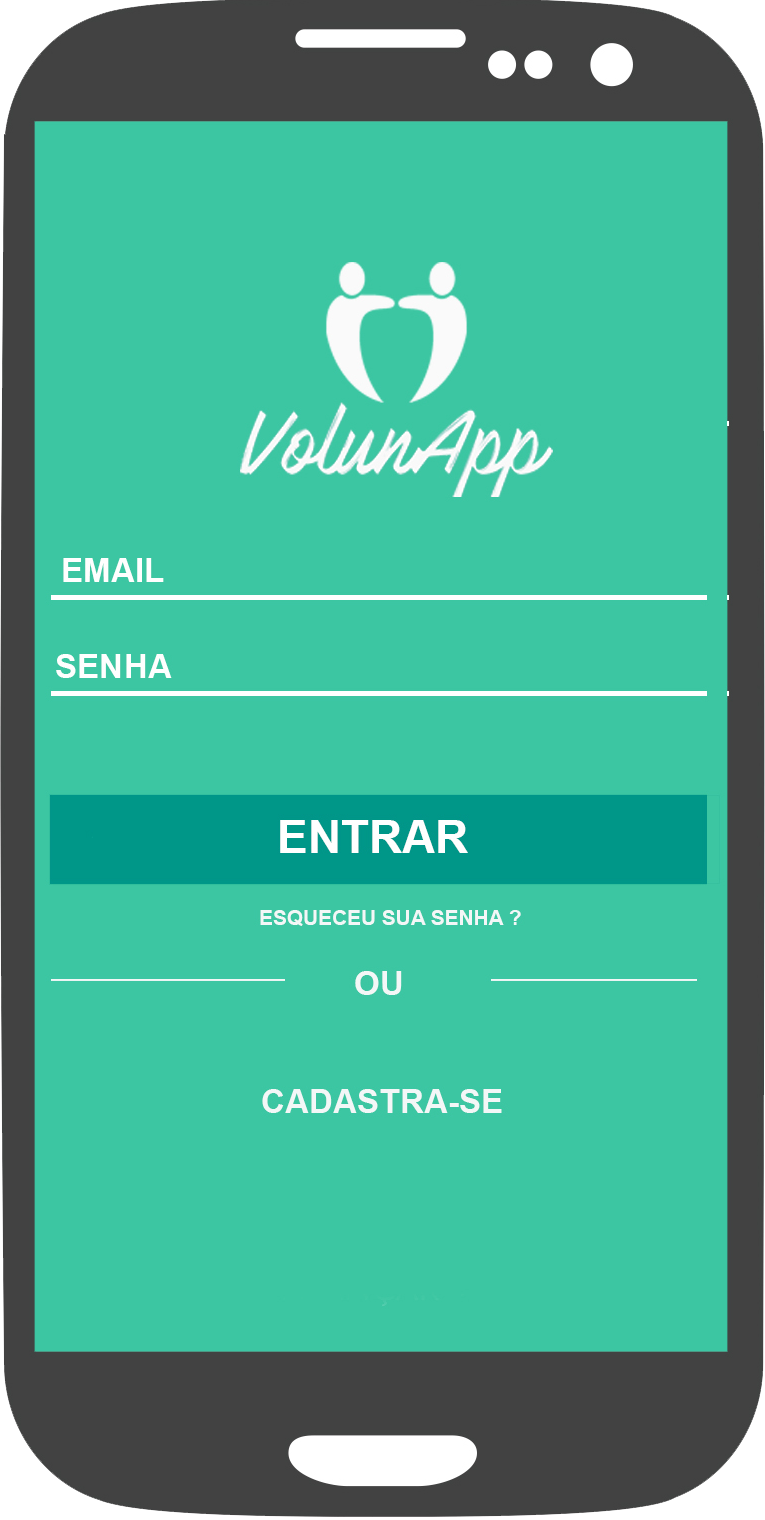 VolunApp
EMAIL
SENHA
ENTRAR
ESQUECEU SUA SENHA ?
OU
CADASTRA-SE